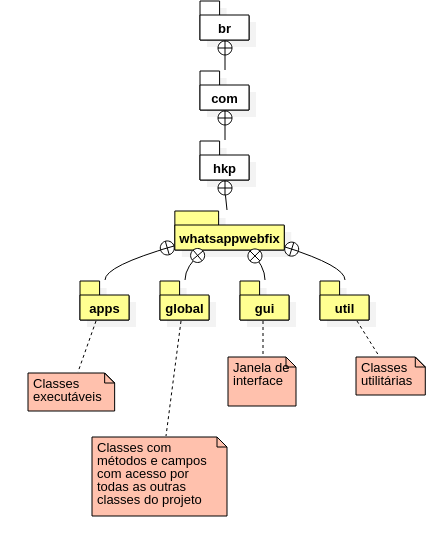 br
com
hkp
whatsappwebfix
apps
global
gui
util
Classes
executáveis
Janela de
interface
Classes
utilitárias
Classes com
métodos e campos
com acesso por
todas as outras
classes do projeto